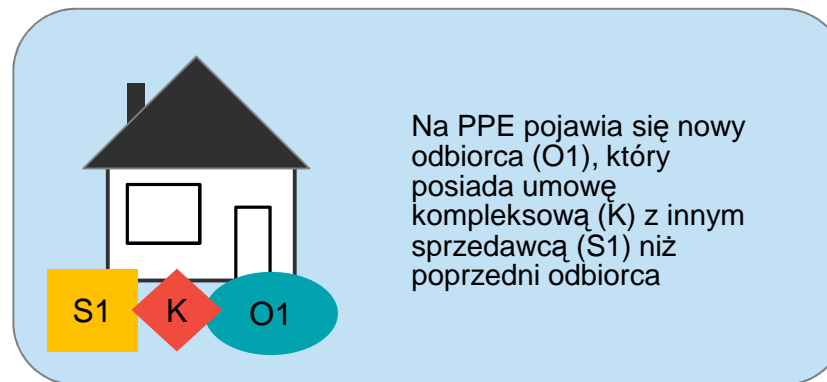 Na PPE pojawia się nowy
odbiorca (O1), który
posiada umowę
kompleksową (K) z innym
sprzedawcą (S1) niż
poprzedni odbiorca
S1
K
O1